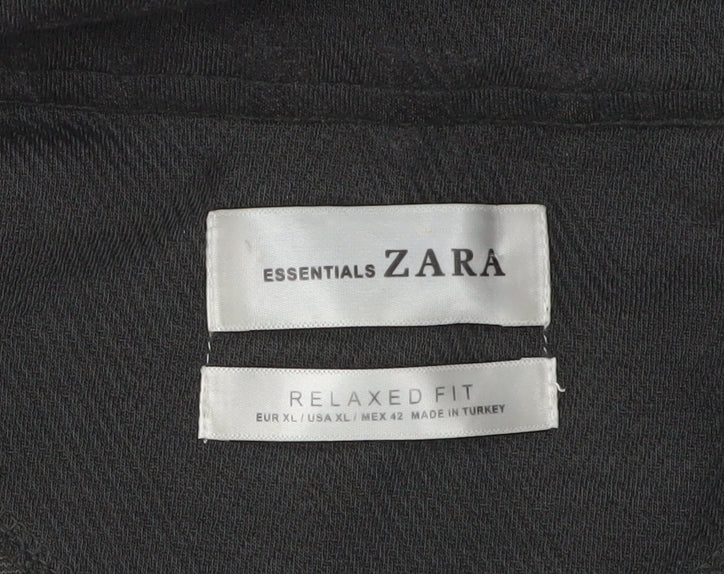 ESSENTIALS ZARA
RELAXED FIT
EUR XL / USA XL / MEX 42 MADE IN TURKEY